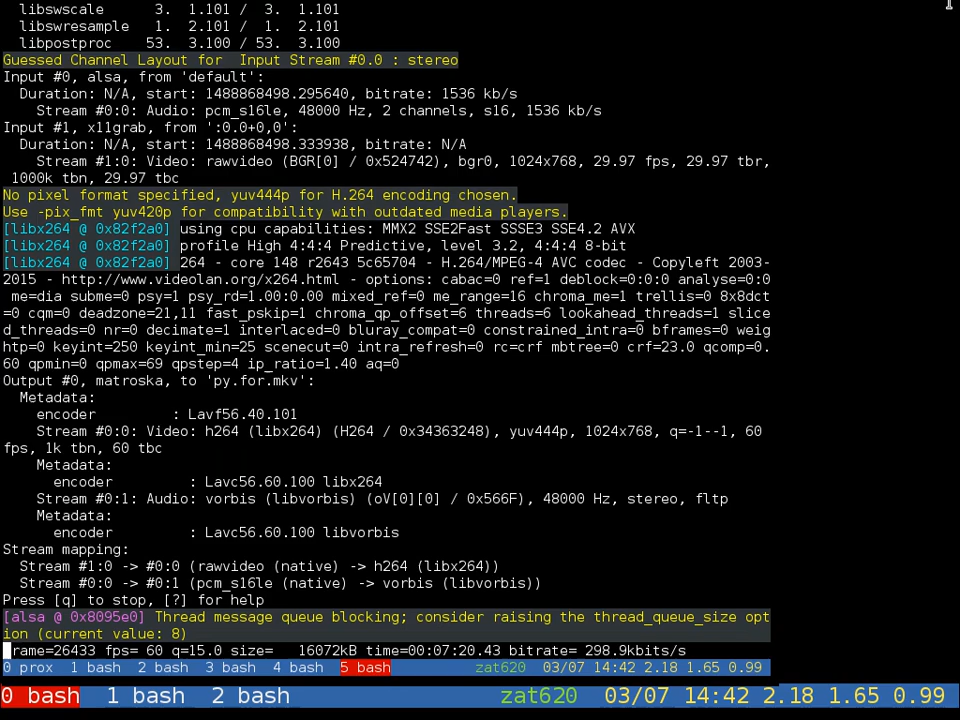 libswscale      3.  1.101 /  3.  1.101
libswresample   1.  2.101 /  1.  2.101
libpostproc    53.  3.100 / 53.  3.100
Guessed Channel Layout for  Input Stream #0.0 : stereo
Input #0, alsa, from 'default':
Duration: N/A, start: 1488868498.295640, bitrate: 1536 kb/s
Stream #0:0: Audio: pcm_s16le, 48000 Hz, 2 channels, s16, 1536 kb/s
Input #1, x11grab, from ':0.0+0,0':
Duration: N/A, start: 1488868498.333938, bitrate: N/A
Stream #1:0: Video: rawvideo (BGR[0] / 0x524742), bgr0, 1024x768, 29.97 fps, 29.97 tbr,
1000k tbn, 29.97 tbc
No pixel format specified, yuv444p for H.264 encoding chosen.
Use -pix_fmt yuv420p for compatibility with outdated media players.
[libx264 @ 0x82f2a0] using cpu capabilities: MMX2 SSE2Fast SSSE3 SSE4.2 AVX
[libx264 @ 0x82f2a0] profile High 4:4:4 Predictive, level 3.2, 4:4:4 8-bit
[libx264 @ 0x82f2a0] 264 - core 148 r2643 5c65704 - H.264/MPEG-4 AVC codec - Copyleft 2003-
2015 - http://www.videolan.org/x264.html - options: cabac=0 ref=1 deblock=0:0:0 analyse=0:0
me=dia subme=0 psy=1 psy_rd=1.00:0.00 mixed_ref=0 me_range=16 chroma_me=1 trellis=0 8x8dct
=0 cqm=0 deadzone=21,11 fast_pskip=1 chroma_qp_offset=6 threads=6 lookahead_threads=1 slice
d_threads=0 nr=0 decimate=1 interlaced=0 bluray_compat=0 constrained_intra=0 bframes=0 weig
htp=0 keyint=250 keyint_min=25 scenecut=0 intra_refresh=0 rc=crf mbtree=0 crf=23.0 qcomp=0.
60 qpmin=0 qpmax=69 qpstep=4 ip_ratio=1.40 aq=0
Output #0, matroska, to 'py.for.mkv':
Metadata:
encoder         : Lavf56.40.101
Stream #0:0: Video: h264 (libx264) (H264 / 0x34363248), yuv444p, 1024x768, q=-1--1, 60
fps, 1k tbn, 60 tbc
Metadata:
encoder         : Lavc56.60.100 libx264
Stream #0:1: Audio: vorbis (libvorbis) (oV[0][0] / 0x566F), 48000 Hz, stereo, fltp
Metadata:
encoder         : Lavc56.60.100 libvorbis
Stream mapping:
Stream #1:0 -> #0:0 (rawvideo (native) -> h264 (libx264))
Stream #0:0 -> #0:1 (pcm_s16le (native) -> vorbis (libvorbis))
Press [q] to stop, [?] for help
[alsa @ 0x8095e0] Thread message queue blocking; consider raising the thread_queue_size opt
ion (current value: 8)
rame=26433 fps= 60 q=15.0 size=   16072kB time=00:07:20.43 bitrate= 298.9kbits/s
0 prox  1 bash  2 bash  3 bash  4 bash  5 bash  zat620  03/07 14:42 2.18 1.65 0.99
0 bash  1 bash  2 bash  zat620  03/07 14:42 2.18 1.65 0.99